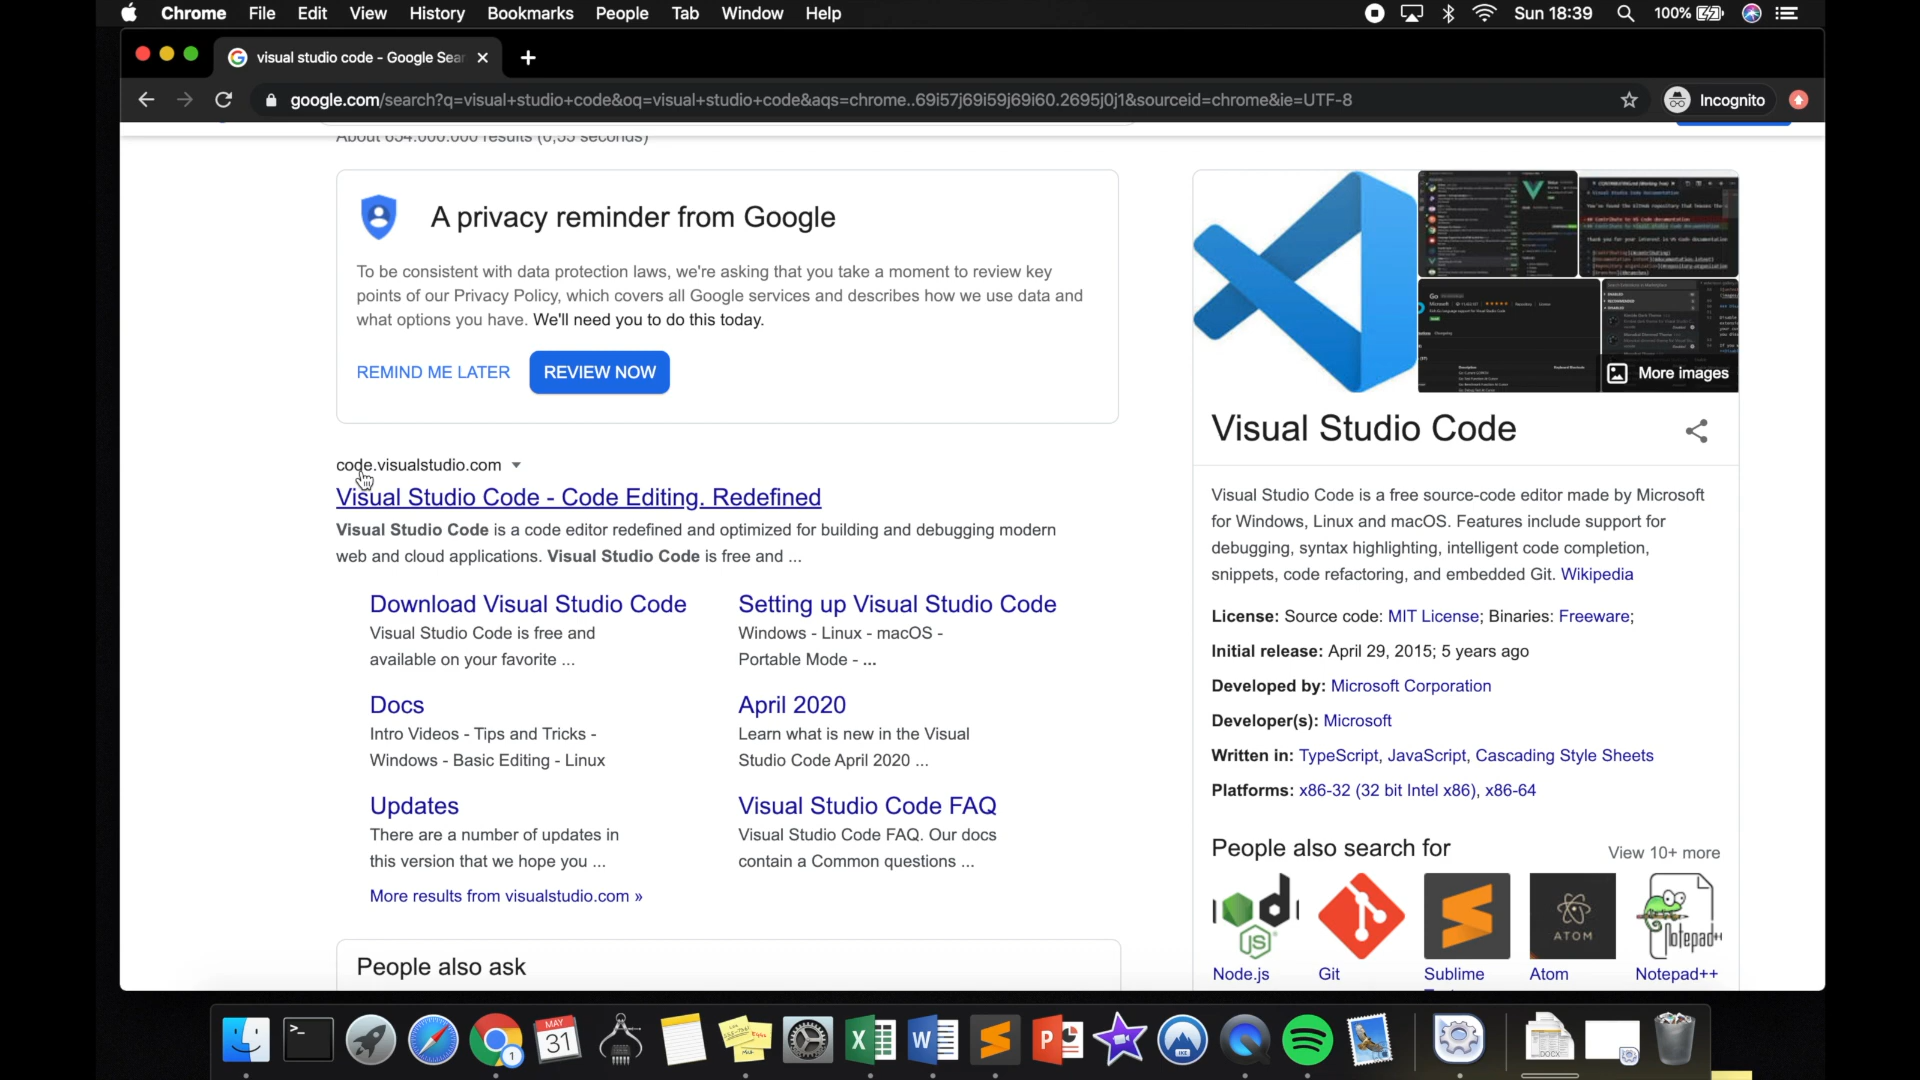 Chrome File Edit View History Bookmarks People Tab Window Help
Sun 18:39 100%
visual studio code - Google Sear
google.com/search?q=visual+studio+code&oq=visual+studio+code&aqs=chrome..69i57j69i59j69i60.2695j0j1&sourceid=chrome&ie=UTF-8
Incognito
A privacy reminder from Google
To be consistent with data protection laws, we're asking that you take a moment to review key
points of our Privacy Policy, which covers all Google services and describes how we use data and
what options you have. We'll need you to do this today.
REMIND ME LATER REVIEW NOW
code.visualstudio.com
Visual Studio Code - Code Editing. Redefined
Visual Studio Code is a code editor redefined and optimized for building and debugging modern
web and cloud applications. Visual Studio Code is free and ...
Download Visual Studio Code
Visual Studio Code is free and
available on your favorite ...
Setting up Visual Studio Code
Windows - Linux - macOS -
Portable Mode - ...
Docs
Intro Videos - Tips and Tricks -
Windows - Basic Editing - Linux
April 2020
Learn what is new in the Visual
Studio Code April 2020 ...
Updates
There are a number of updates in
this version that we hope you ...
Visual Studio Code FAQ
Visual Studio Code FAQ. Our docs
contain a Common questions ...
More results from visualstudio.com »
People also ask
More images
Visual Studio Code
Visual Studio Code is a free source-code editor made by Microsoft
for Windows, Linux and macOS. Features include support for
debugging, syntax highlighting, intelligent code completion,
snippets, code refactoring, and embedded Git. Wikipedia
License: Source code: MIT License; Binaries: Freeware;
Initial release: April 29, 2015; 5 years ago
Developed by: Microsoft Corporation
Developer(s): Microsoft
Written in: TypeScript, JavaScript, Cascading Style Sheets
Platforms: x86-32 (32 bit Intel x86), x86-64
People also search for
View 10+ more
ATOM
Notepad++
Node.js
Git
Sublime
Atom
Notepad++
MAY
31
1
DOCX